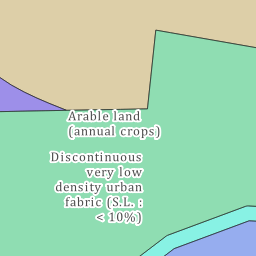 Arable land
(annual crops)
Discontinuous
very low
density urban
fabric (S.L. :
< 10%)